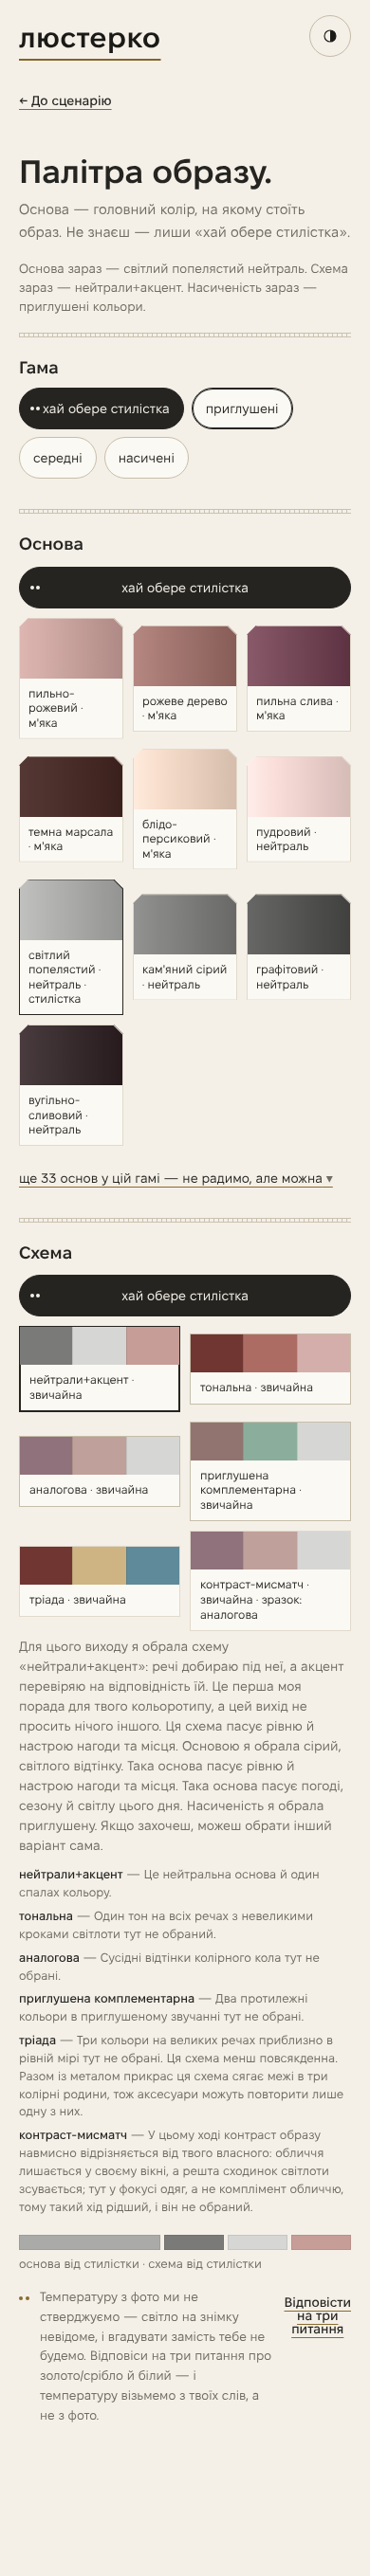 люстерко
← До сценарію
Палітра образу.
Основа — головний колір, на якому стоїть
образ. Не знаєш — лиши «хай обере стилістка».
Основа зараз — світлий попелястий нейтраль. Схема
зараз — нейтрали+акцент. Насиченість зараз —
приглушені кольори.
Гама
хай обере стилістка
приглушені
середні
насичені
Основа
хай обере стилістка
пильно-
рожевий ·
м'яка
рожеве дерево
· м'яка
пильна слива ·
м'яка
темна марсала
· м'яка
блідо-
персиковий ·
м'яка
пудровий ·
нейтраль
світлий
попелястий ·
нейтраль ·
стилістка
кам'яний сірий
· нейтраль
графітовий ·
нейтраль
вугільно-
сливовий ·
нейтраль
ще 33 основ у цій гамі — не радимо, але можна ▾
Схема
хай обере стилістка
нейтрали+акцент ·
звичайна
тональна · звичайна
аналогова · звичайна
приглушена
комплементарна ·
звичайна
тріада · звичайна
контраст-мисматч ·
звичайна · зразок:
аналогова
Для цього виходу я обрала схему
«нейтрали+акцент»: речі добираю під неї, а акцент
перевіряю на відповідність їй. Це перша моя
порада для твого кольоротипу, а цей вихід не
просить нічого іншого. Ця схема пасує рівню й
настрою нагоди та місця. Основою я обрала сірий,
світлого відтінку. Така основа пасує рівню й
настрою нагоди та місця. Така основа пасує погоді,
сезону й світлу цього дня. Насиченість я обрала
приглушену. Якщо захочеш, можеш обрати інший
варіант сама.
нейтрали+акцент — Це нейтральна основа й один
спалах кольору.
тональна — Один тон на всіх речах з невеликими
кроками світлоти тут не обраний.
аналогова — Сусідні відтінки колірного кола тут не
обрані.
приглушена комплементарна — Два протилежні
кольори в приглушеному звучанні тут не обрані.
тріада — Три кольори на великих речах приблизно в
рівній мірі тут не обрані. Ця схема менш повсякденна.
Разом із металом прикрас ця схема сягає межі в три
колірні родини, тож аксесуари можуть повторити лише
одну з них.
контраст-мисматч — У цьому ході контраст образу
навмисно відрізняється від твого власного: обличчя
лишається у своєму вікні, а решта сходинок світлоти
зсувається; тут у фокусі одяг, а не комплімент обличчю,
тому такий хід рідший, і він не обраний.
основа від стилістки · схема від стилістки
Температуру з фото ми не
стверджуємо — світло на знімку
невідоме, і вгадувати замість тебе не
будемо. Відповіси на три питання про
золото/срібло й білий — і
температуру візьмемо з твоїх слів, а
не з фото.
Відповісти
на три
питання